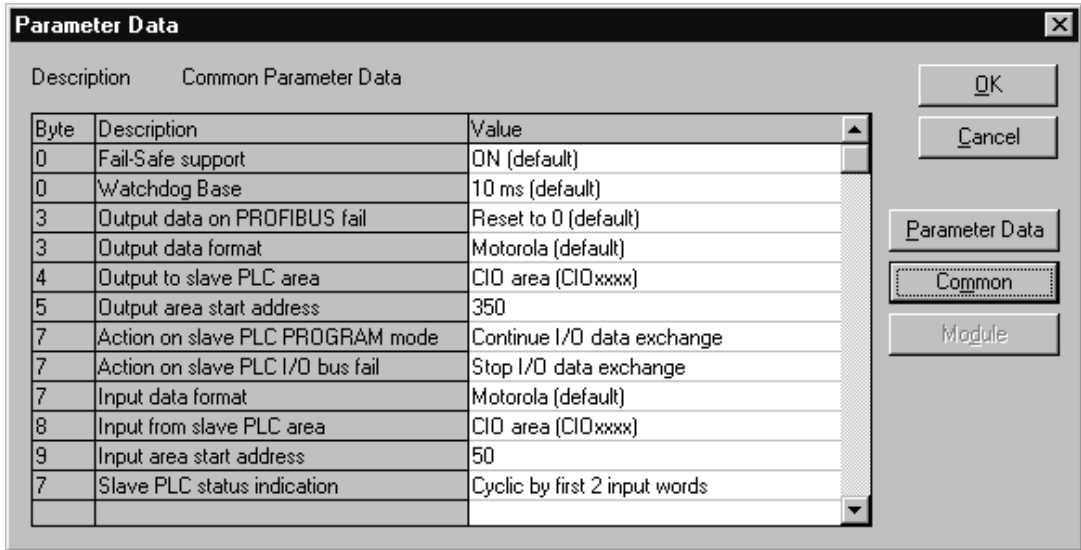 Parameter Data
Description Common Parameter Data
OK
Cancel
Byte Description Value
0 Fail-Safe support ON (default)
0 Watchdog Base 10 ms (default)
3 Output data on PROFIBUS fail Reset to 0 (default)
3 Output data format Motorola (default)
4 Output to slave PLC area CIO area (CIOxxxx)
5 Output area start address 350
7 Action on slave PLC PROGRAM mode Continue I/O data exchange
7 Action on slave PLC I/O bus fail Stop I/O data exchange
7 Input data format Motorola (default)
8 Input from slave PLC area CIO area (CIOxxxx)
9 Input area start address 50
7 Slave PLC status indication Cyclic by first 2 input words
Parameter Data
Common
Module